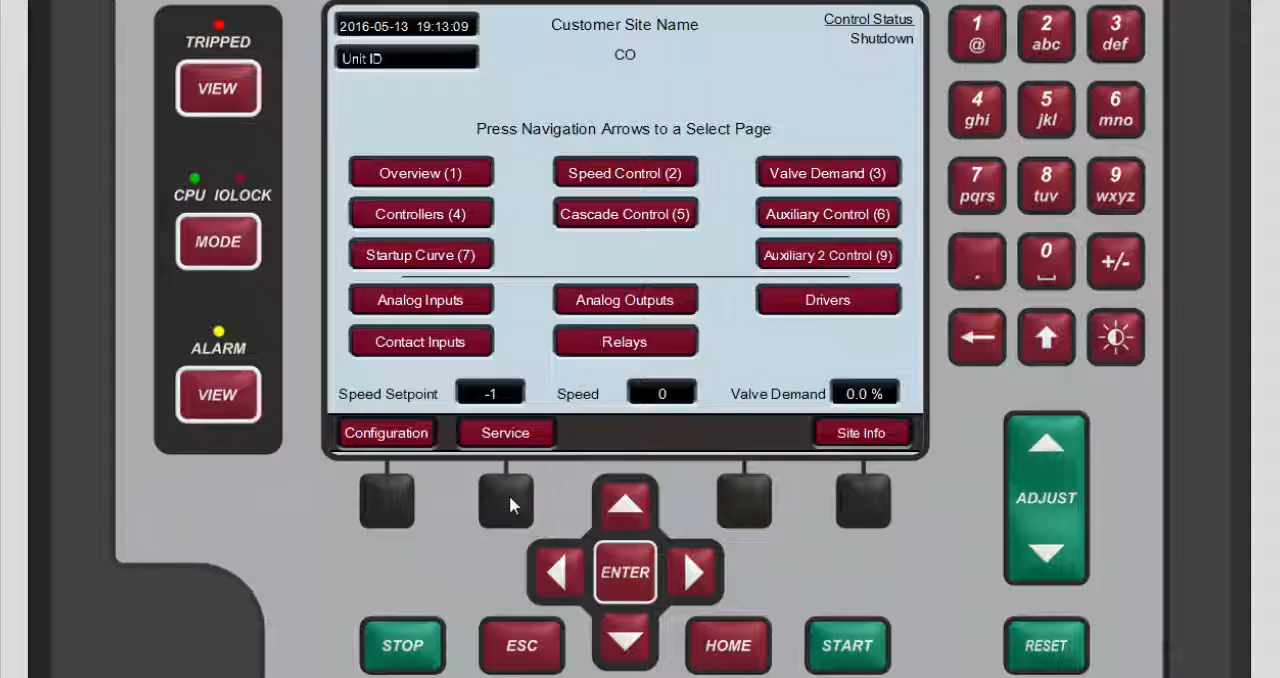 TRIPPED
VIEW
CPU IOLOCK
MODE
ALARM
VIEW
2016-05-13 19:13:09
Unit ID
Customer Site Name
CO
Control Status
Shutdown
Press Navigation Arrows to a Select Page
Overview (1)
Speed Control (2)
Valve Demand (3)
Controllers (4)
Cascade Control (5)
Auxiliary Control (6)
Startup Curve (7)
Auxiliary 2 Control (9)
Analog Inputs
Analog Outputs
Drivers
Contact Inputs
Relays
Speed Setpoint -1
Speed 0
Valve Demand 0.0 %
Configuration
Service
Site Info
1 @
2 abc
3 def
4 ghi
5 jkl
6 mno
7 pqrs
8 tuv
9 wxyz
.
0
+/-
ADJUST
ENTER
STOP
ESC
HOME
START
RESET